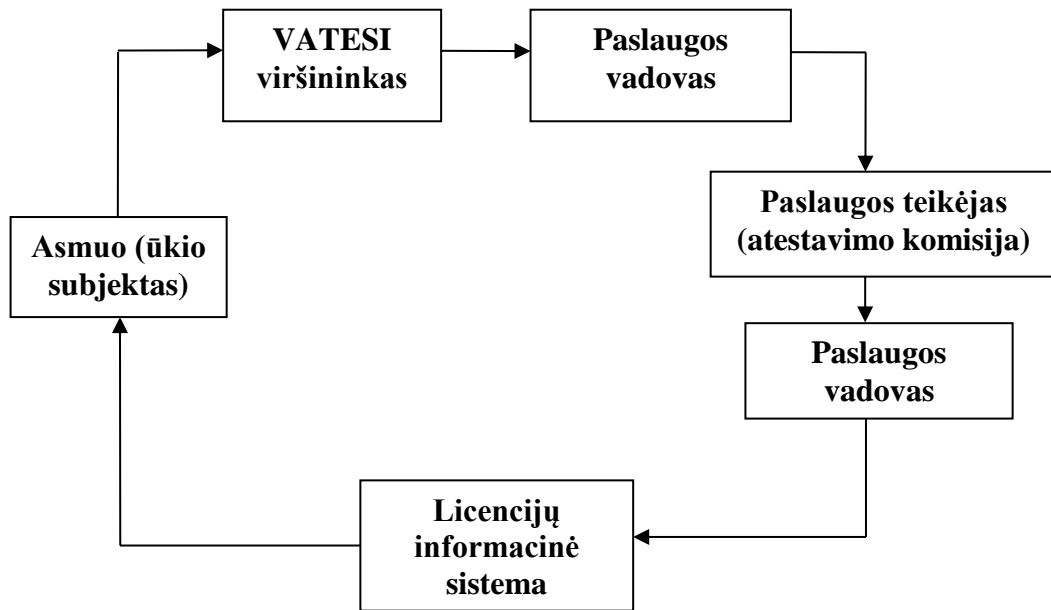 VATESI
viršininkas
Paslaugos
vadovas
Paslaugos teikėjas
(atestavimo komisija)
Paslaugos
vadovas
Licencijų
informacinė
sistema
Asmuo (ūkio
subjektas)